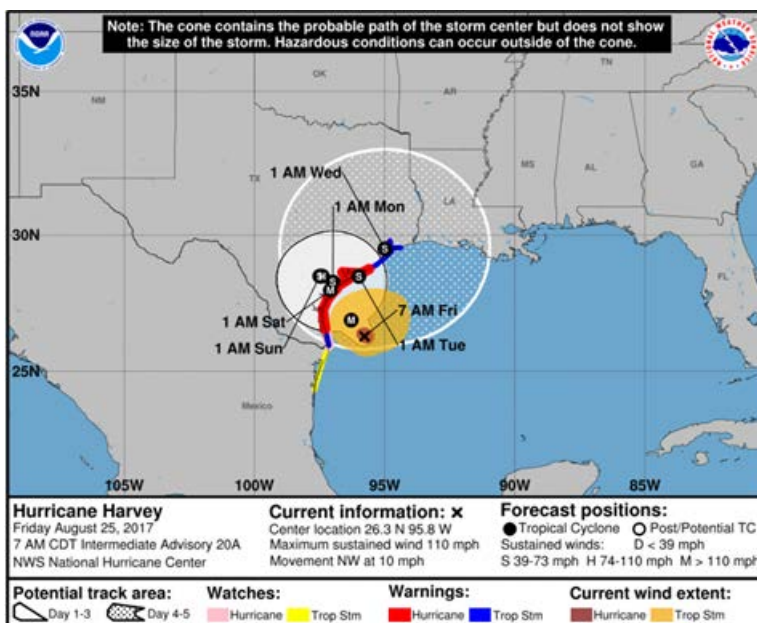 Note: The cone contains the probable path of the storm center but does not show
the size of the storm. Hazardous conditions can occur outside of the cone.
NOAA
35N
NM
OK
AR
TN
TX
MS
AL
GA
1 AM Wed
LA
1 AM Mon
30N
FL
S
S
S
S
M
M
7 AM Fri
1 AM Sat
1 AM Sun
1 AM Tue
25N
Mexico
105W
100W
95W
90W
85W
Hurricane Harvey
Friday August 25, 2017
7 AM CDT Intermediate Advisory 20A
NWS National Hurricane Center
Current information: x
Center location 26.3 N 95.8 W
Maximum sustained wind 110 mph
Movement NW at 10 mph
Forecast positions:
Tropical Cyclone Post/Potential TC
Sustained winds: D < 39 mph
S 39-73 mph H 74-110 mph M > 110 mph
Potential track area:
Day 1-3 Day 4-5
Watches:
Hurricane Trop Stm
Warnings:
Hurricane Trop Stm
Current wind extent:
Hurricane Trop Stm